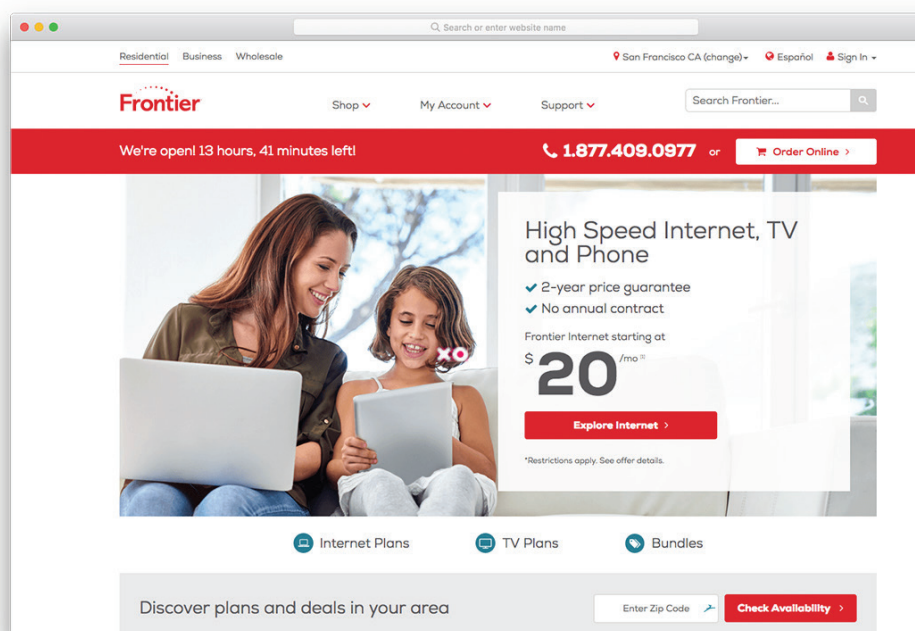 Search or enter website name
Residential Business Wholesale
San Francisco CA (change) Español Sign In
Frontier
Shop My Account Support
Search Frontier...
We're open! 13 hours, 41 minutes left!
1.877.409.0977 or Order Online >
High Speed Internet, TV
and Phone
2-year price guarantee
No annual contract
Frontier Internet starting at
$20/mo
Explore Internet >
*Restrictions apply. See offer details.
xo
Internet Plans TV Plans Bundles
Discover plans and deals in your area
Enter Zip Code Check Availability >